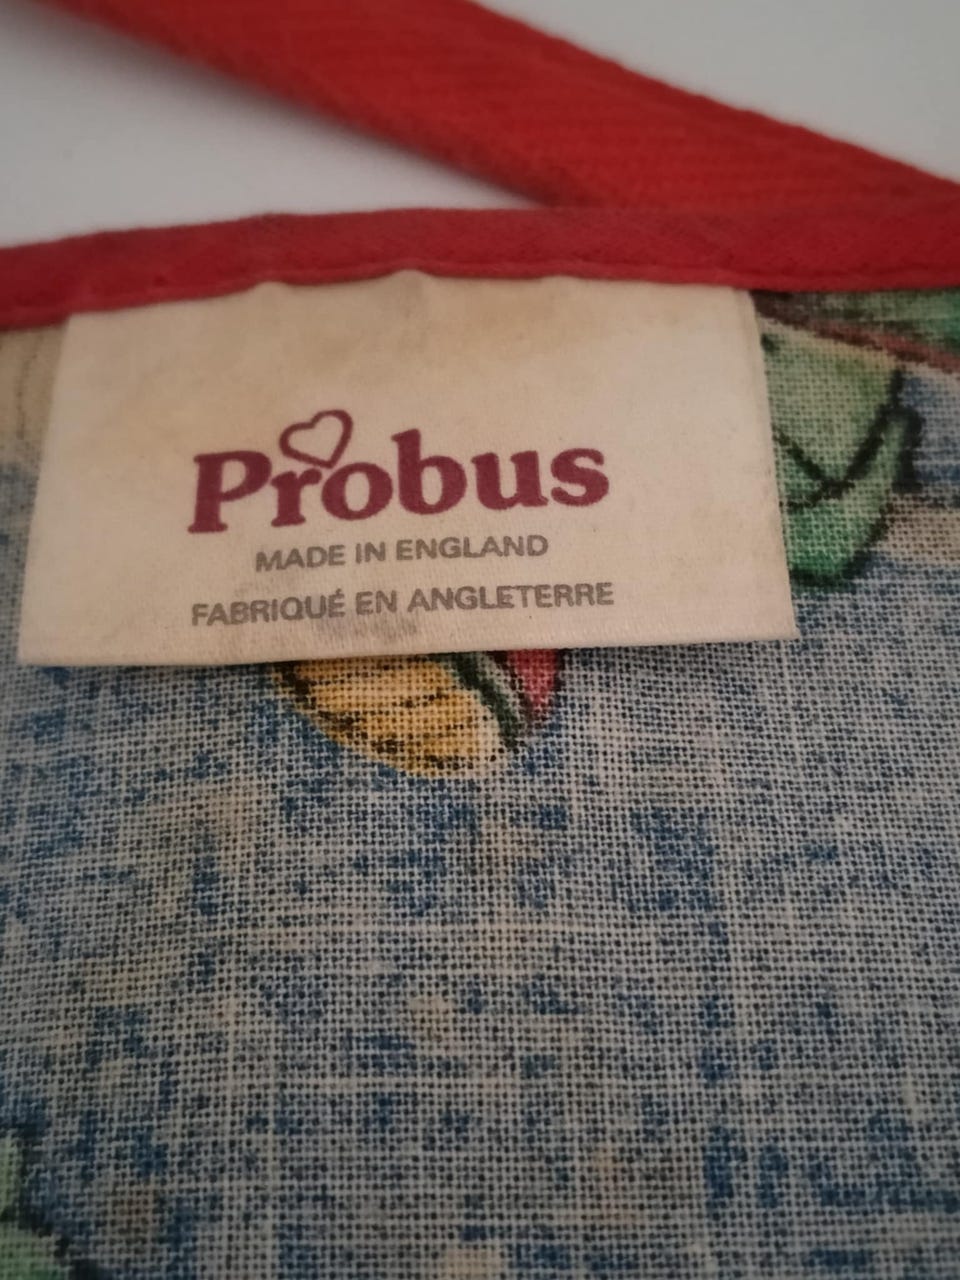 Probus
MADE IN ENGLAND
FABRIQUÉ EN ANGLETERRE